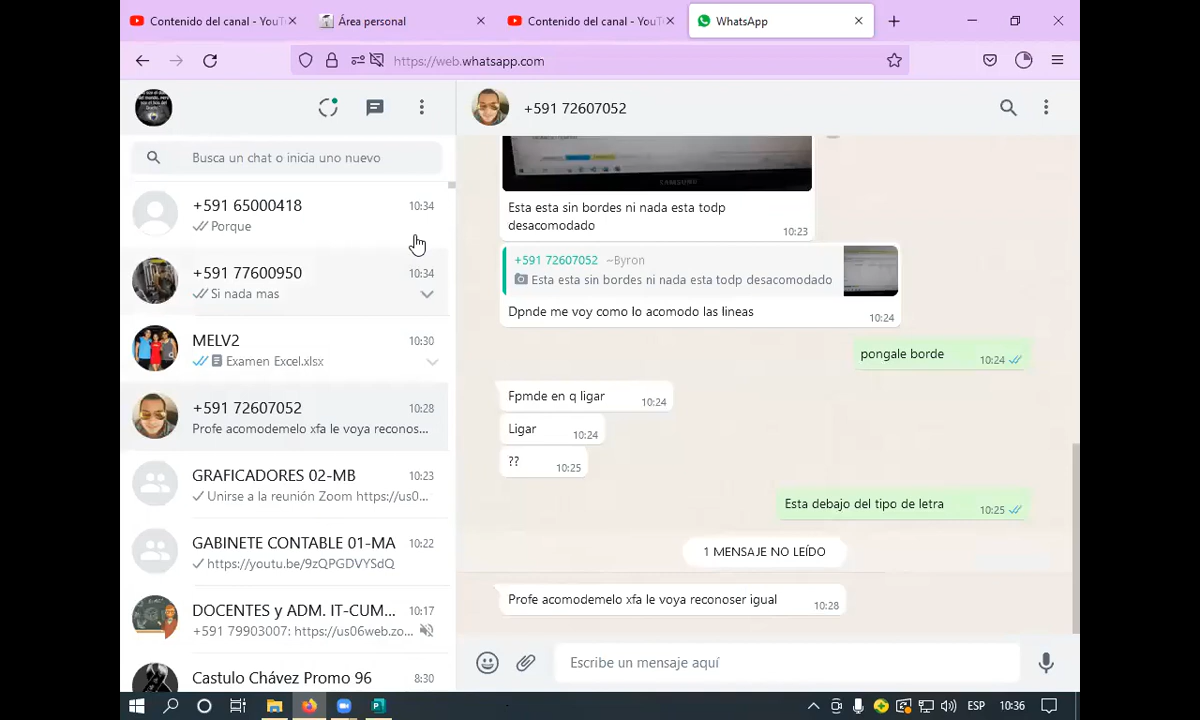 Contenido del canal - YouTu
Área personal
Contenido del canal - YouTu
WhatsApp
https://web.whatsapp.com
+591 72607052
Busca un chat o inicia uno nuevo
+591 65000418
10:34
Porque
+591 77600950
10:34
Si nada mas
MELV2
10:30
Examen Excel.xlsx
+591 72607052
10:28
Profe acomodemelo xfa le voya reconos...
GRAFICADORES 02-MB
10:23
Unirse a la reunión Zoom https://us0...
GABINETE CONTABLE 01-MA
10:22
https://youtu.be/9zQPGDVYSdQ
DOCENTES y ADM. IT-CUM...
10:17
+591 79903007: https://us06web.zo...
Castulo Chávez Promo 96
8:30
SAMSUNG
Esta esta sin bordes ni nada esta todp
desacomodado
10:23
+591 72607052 ~Byron
Esta esta sin bordes ni nada esta todp desacomodado
Dpnde me voy como lo acomodo las lineas
10:24
pongale borde
10:24
Fpmde en q ligar
10:24
Ligar
10:24
??
10:25
Esta debajo del tipo de letra
10:25
1 MENSAJE NO LEÍDO
Profe acomodemelo xfa le voya reconoser igual
10:28
Escribe un mensaje aquí
ESP
10:36